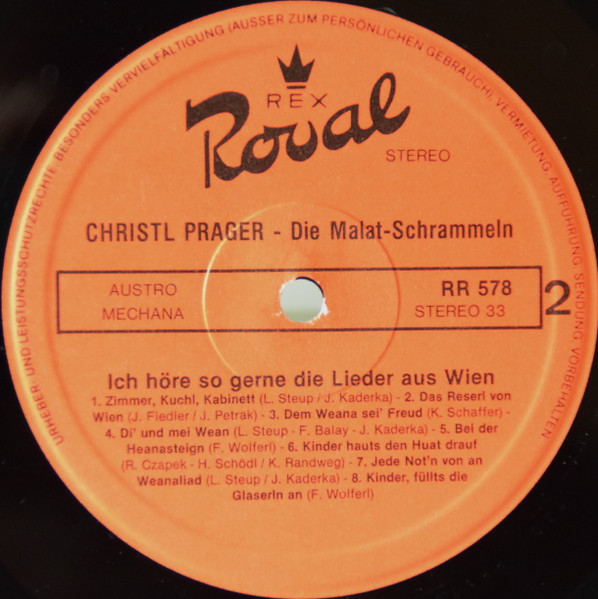 URHEBER- UND LEISTUNGSSCHUTZRECHTE, BESONDERS VERVIELFÄLTIGUNG (AUSSER ZUM PERSÖNLICHEN GEBRAUCH), VERMIETUNG, AUFFÜHRUNG, SENDUNG VORBEHALTEN
REX
Royal
STEREO
CHRISTL PRAGER - Die Malat-Schrammeln
AUSTRO
MECHANA
RR 578
STEREO 33
2
Ich höre so gerne die Lieder aus Wien
1. Zimmer, Kuchl, Kabinett (L. Steup / J. Kaderka) - 2. Das Reserl von
Wien (J. Fiedler / J. Petrak) - 3. Dem Weana sei' Freud (K. Schaffer) -
4. Di' und mei Wean (L. Steup - F. Balay - J. Kaderka) - 5. Bei der
Heanasteign (F. Wolferl) - 6. Kinder hauts den Huat drauf
(R. Czapek - H. Schödl / K. Randweg) - 7. Jede Not'n von an
Weanaliad (L. Steup / J. Kaderka) - 8. Kinder, füllts die
Glaserln an (F. Wolferl)